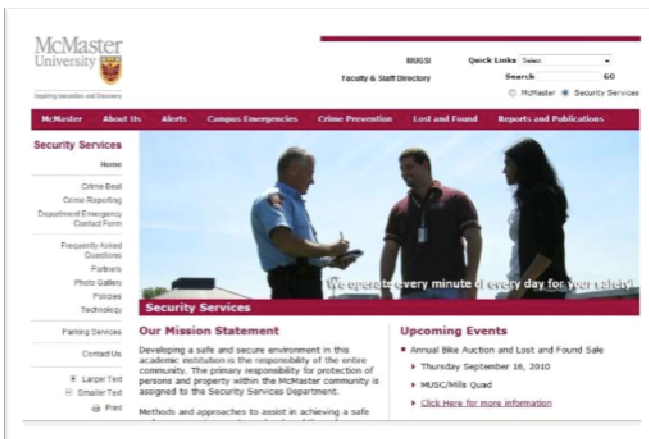 McMaster
University
Inspiring Innovation and Discovery
MUGSI
Quick Links Select
Faculty & Staff Directory
Search GO
McMaster Security Services
McMaster About Us Alerts Campus Emergencies Crime Prevention Lost and Found Reports and Publications
Security Services
Home
Crime Beat
Crime Reporting
Department Emergency
Contact Form
Frequently Asked
Questions
Partners
Photo Gallery
Policies
Technology
Parking Services
Contact Us
Larger Text
Smaller Text
Print
We operate every minute of every day for your safety!
Security Services
Our Mission Statement
Developing a safe and secure environment in this
academic institution is the responsibility of the entire
community. The primary responsibility for protection of
persons and property within the McMaster community is
assigned to the Security Services Department.
Methods and approaches to assist in achieving a safe
Upcoming Events
Annual Bike Auction and Lost and Found Sale
Thursday September 16, 2010
MUSC/Mills Quad
Click Here for more information